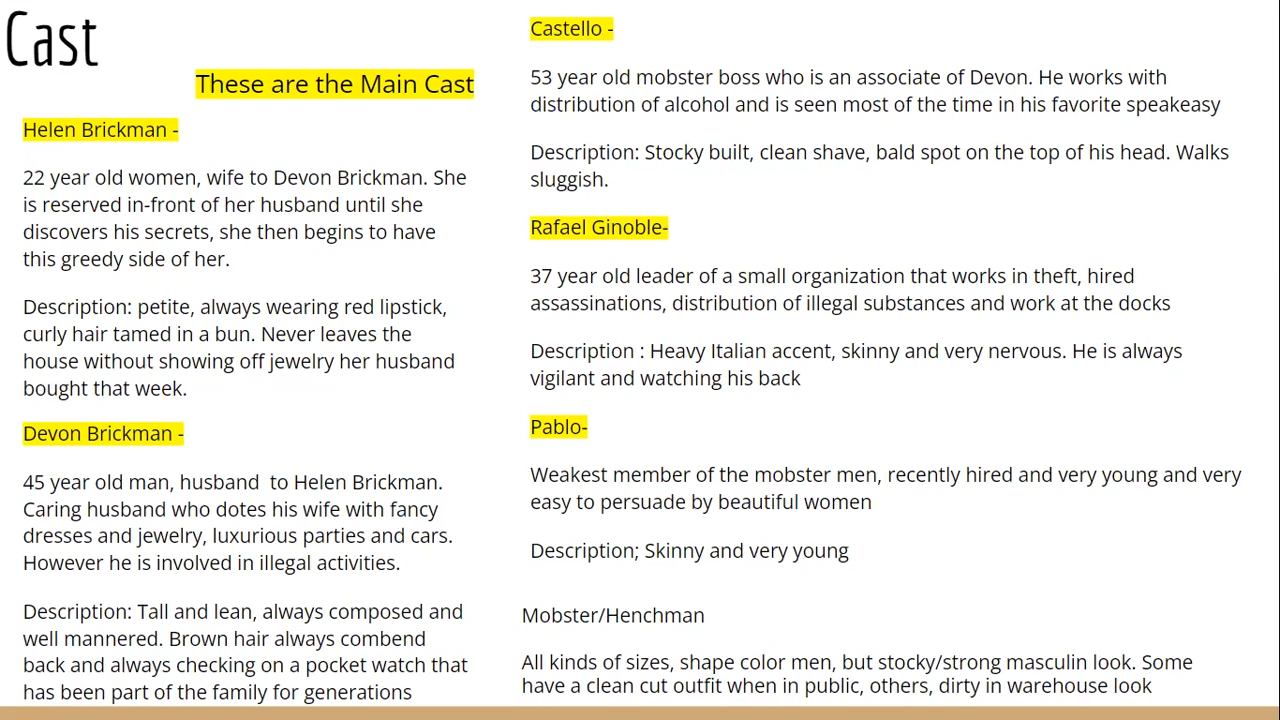 Cast
These are the Main Cast
Helen Brickman -
22 year old women, wife to Devon Brickman. She
is reserved in-front of her husband until she
discovers his secrets, she then begins to have
this greedy side of her.
Description: petite, always wearing red lipstick,
curly hair tamed in a bun. Never leaves the
house without showing off jewelry her husband
bought that week.
Devon Brickman -
45 year old man, husband  to Helen Brickman.
Caring husband who dotes his wife with fancy
dresses and jewelry, luxurious parties and cars.
However he is involved in illegal activities.
Description: Tall and lean, always composed and
well mannered. Brown hair always combend
back and always checking on a pocket watch that
has been part of the family for generations
Castello -
53 year old mobster boss who is an associate of Devon. He works with
distribution of alcohol and is seen most of the time in his favorite speakeasy
Description: Stocky built, clean shave, bald spot on the top of his head. Walks
sluggish.
Rafael Ginoble-
37 year old leader of a small organization that works in theft, hired
assassinations, distribution of illegal substances and work at the docks
Description : Heavy Italian accent, skinny and very nervous. He is always
vigilant and watching his back
Pablo-
Weakest member of the mobster men, recently hired and very young and very
easy to persuade by beautiful women
Description; Skinny and very young
Mobster/Henchman
All kinds of sizes, shape color men, but stocky/strong masculin look. Some
have a clean cut outfit when in public, others, dirty in warehouse look